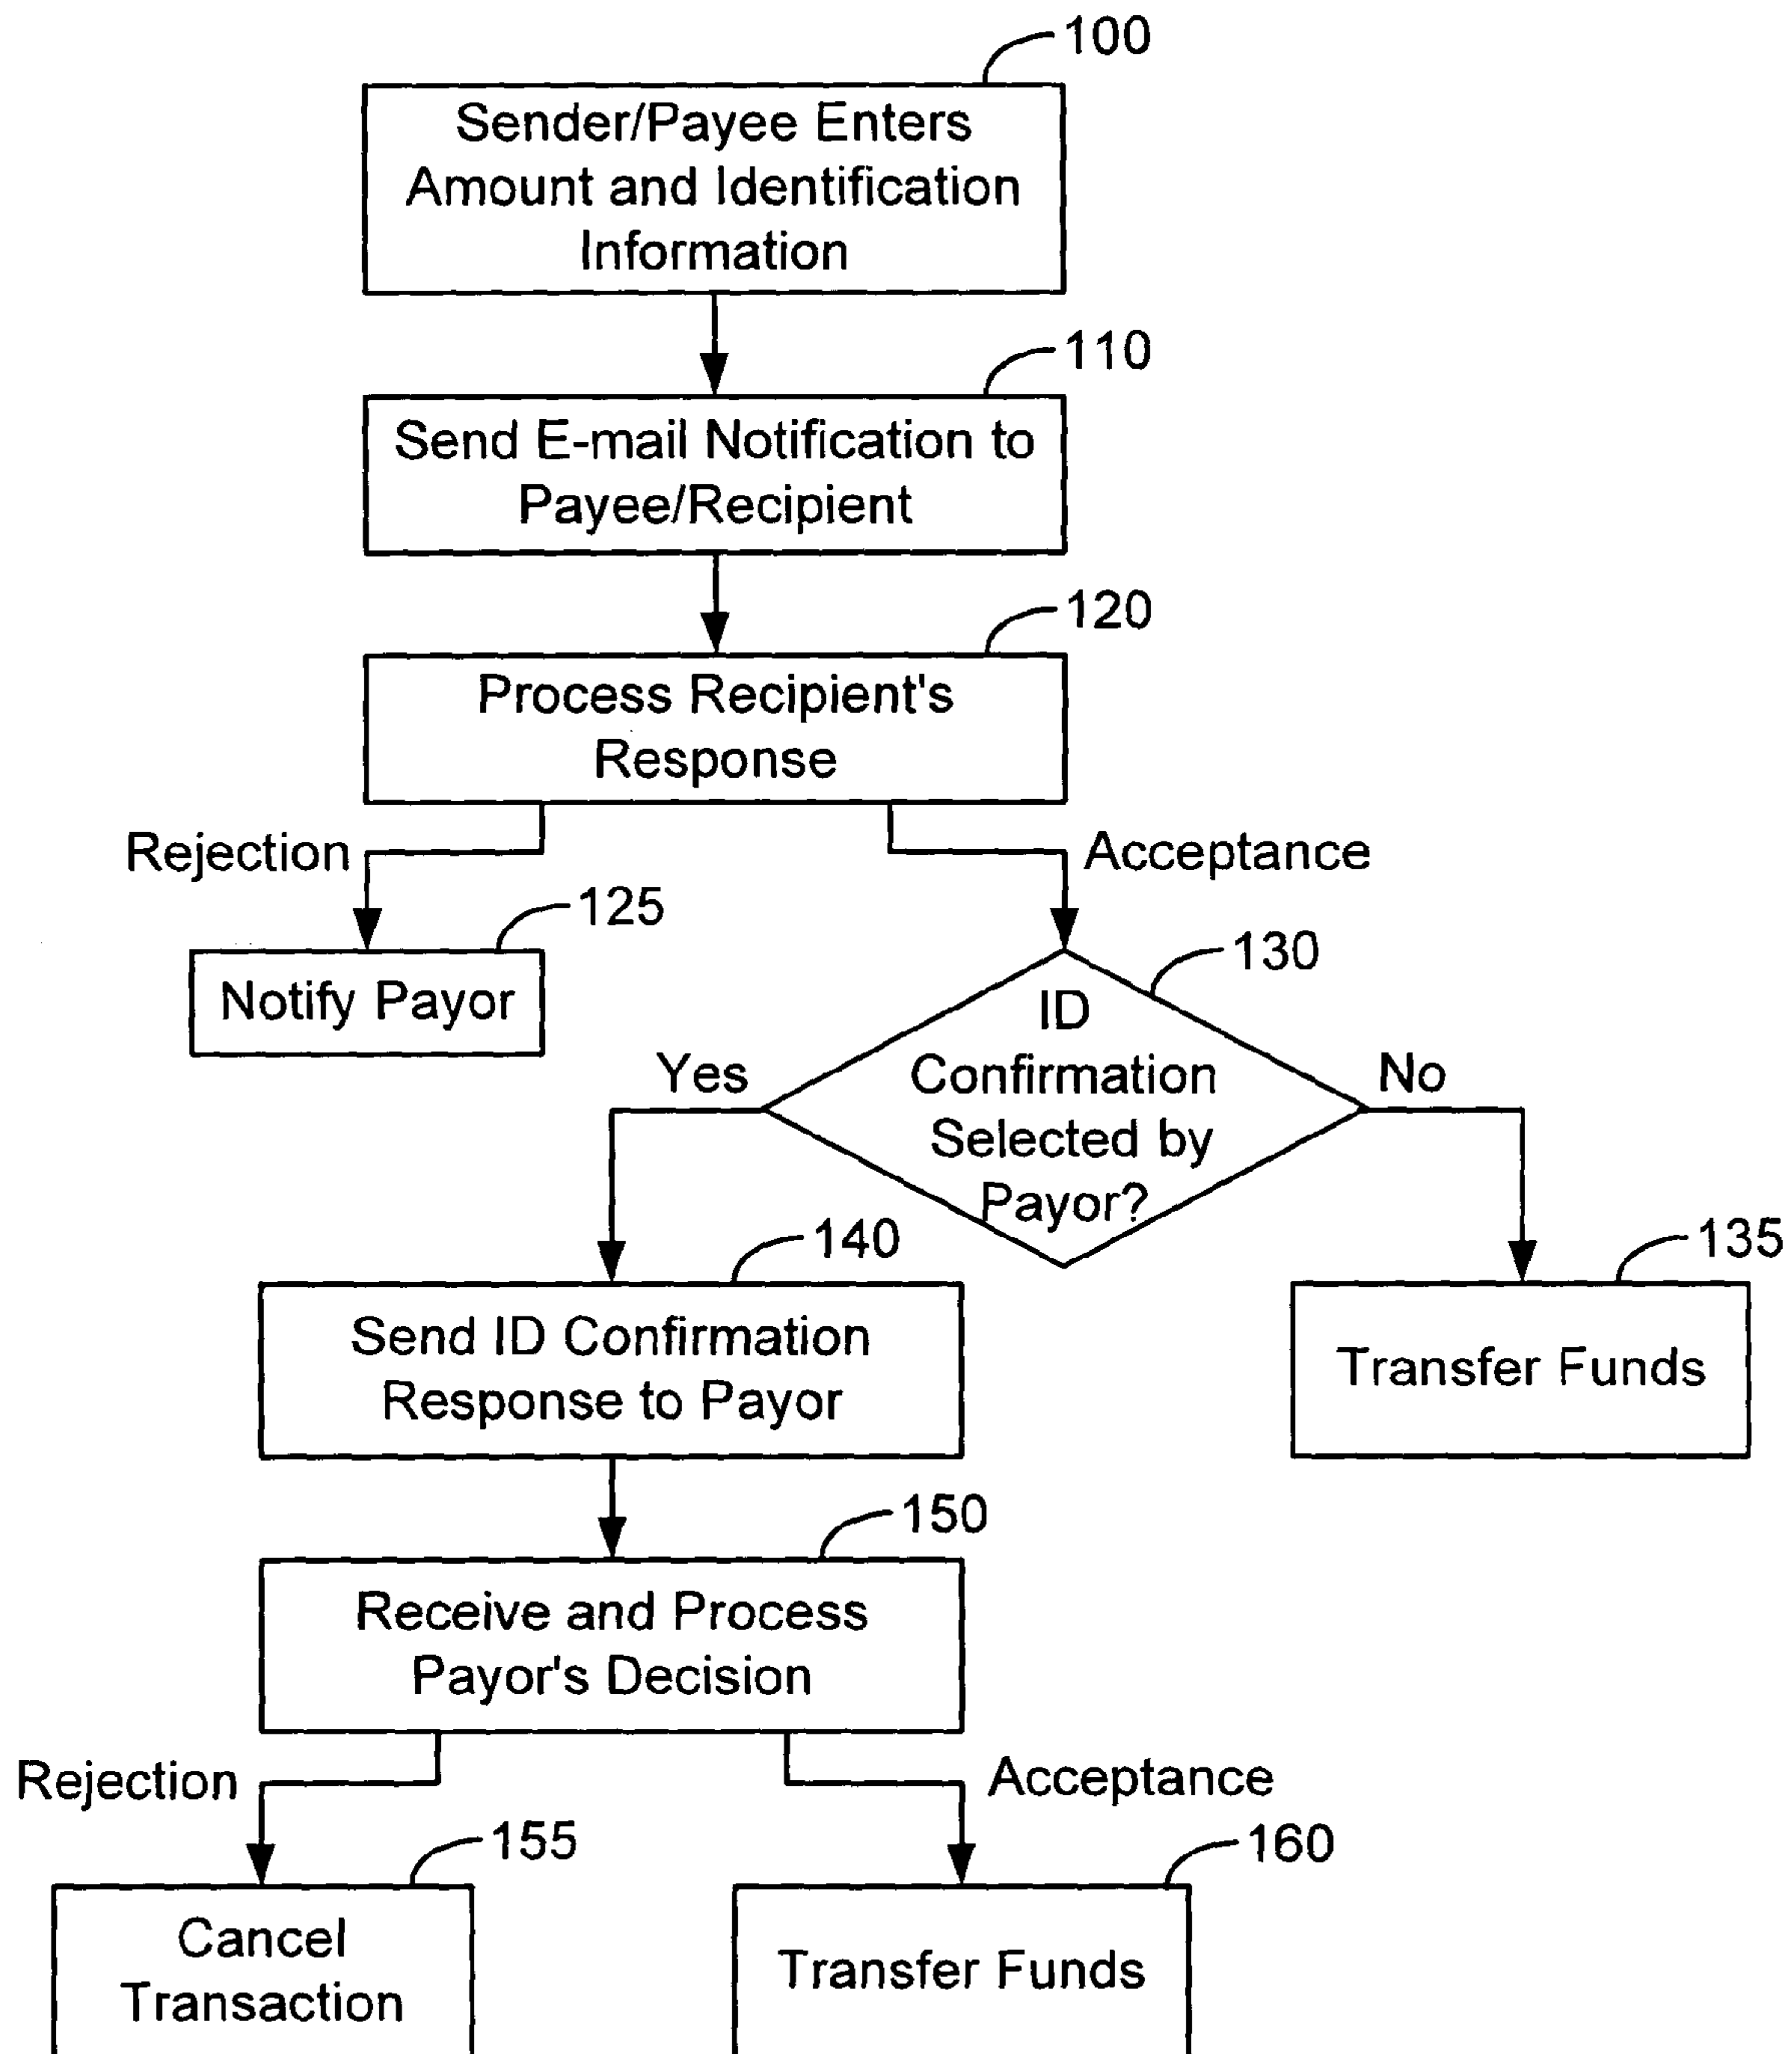 100
Sender/Payee Enters
Amount and Identification
Information
110
Send E-mail Notification to
Payee/Recipient
120
Process Recipient's
Response
Rejection
Acceptance
125
Notify Payor
130
ID
Confirmation
Selected by
Payor?
Yes
No
140
Send ID Confirmation
Response to Payor
135
Transfer Funds
150
Receive and Process
Payor's Decision
Rejection
Acceptance
155
Cancel
Transaction
160
Transfer Funds